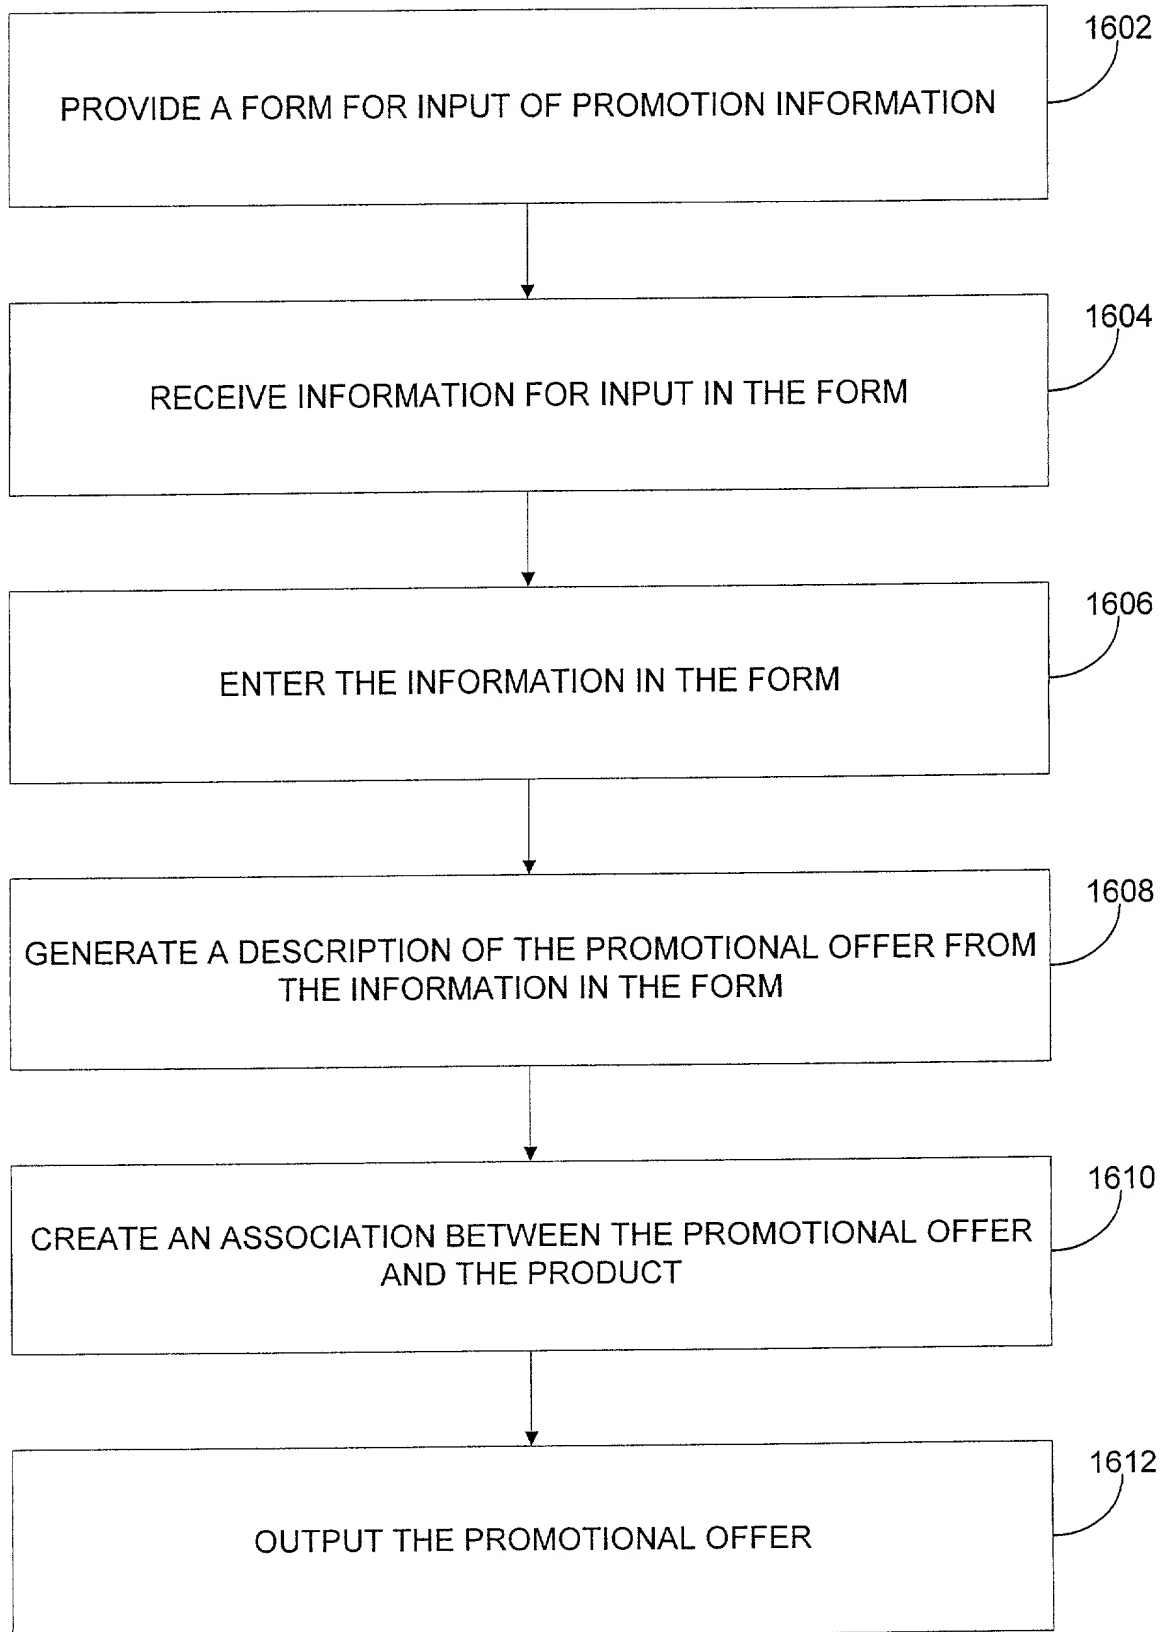 1602
PROVIDE A FORM FOR INPUT OF PROMOTION INFORMATION
1604
RECEIVE INFORMATION FOR INPUT IN THE FORM
1606
ENTER THE INFORMATION IN THE FORM
1608
GENERATE A DESCRIPTION OF THE PROMOTIONAL OFFER FROM
THE INFORMATION IN THE FORM
1610
CREATE AN ASSOCIATION BETWEEN THE PROMOTIONAL OFFER
AND THE PRODUCT
1612
OUTPUT THE PROMOTIONAL OFFER